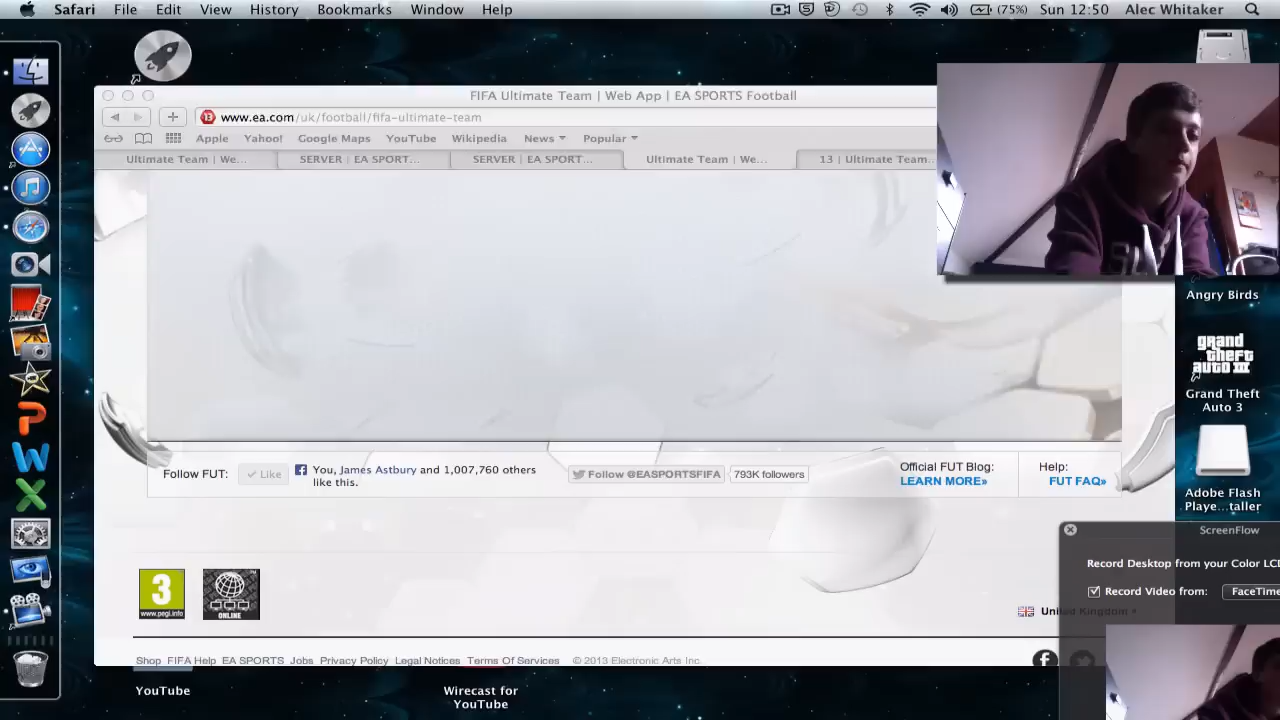 Safari File Edit View History Bookmarks Window Help (75%) Sun 12:50 Alec Whitaker
FIFA Ultimate Team | Web App | EA SPORTS Football
www.ea.com/uk/football/fifa-ultimate-team
Apple Yahoo! Google Maps YouTube Wikipedia News Popular
Ultimate Team | We... SERVER | EA SPORT... SERVER | EA SPORT... Ultimate Team | We... 13 | Ultimate Team...
Angry Birds
grand
theft
auto III
Grand Theft
Auto 3
Adobe Flash
Playe...taller
Follow FUT: Like You, James Astbury and 1,007,760 others
like this.
Follow @EASPORTSFIFA 793K followers
Official FUT Blog:
LEARN MORE»
Help:
FUT FAQ»
ScreenFlow
Record Desktop from your Color LCD
Record Video from: FaceTime
3
www.pegi.info
ONLINE
United Kingdom
Shop FIFA Help EA SPORTS Jobs Privacy Policy Legal Notices Terms Of Services © 2013 Electronic Arts Inc.
YouTube
Wirecast for
YouTube